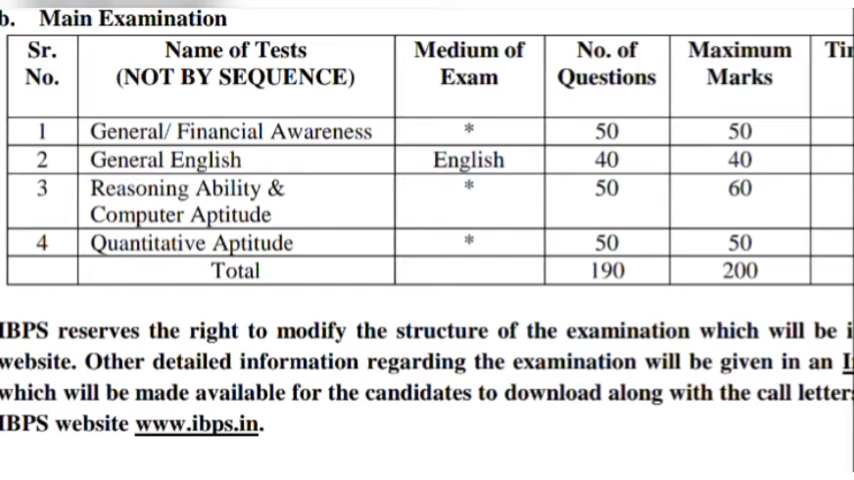 b. Main Examination
Sr. No. Name of Tests (NOT BY SEQUENCE) Medium of Exam No. of Questions Maximum Marks
1 General/ Financial Awareness * 50 50
2 General English English 40 40
3 Reasoning Ability & Computer Aptitude * 50 60
4 Quantitative Aptitude * 50 50
Total 190 200
IBPS reserves the right to modify the structure of the examination which will be
website. Other detailed information regarding the examination will be given in an
which will be made available for the candidates to download along with the call
IBPS website www.ibps.in.